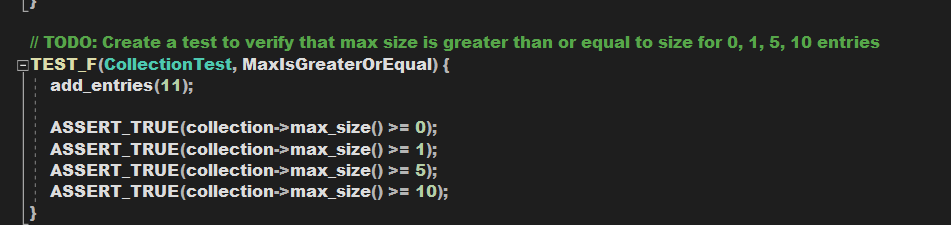 }
// TODO: Create a test to verify that max size is greater than or equal to size for 0, 1, 5, 10 entries
TEST_F(CollectionTest, MaxIsGreaterOrEqual) {
add_entries(11);
ASSERT_TRUE(collection->max_size() >= 0);
ASSERT_TRUE(collection->max_size() >= 1);
ASSERT_TRUE(collection->max_size() >= 5);
ASSERT_TRUE(collection->max_size() >= 10);
}